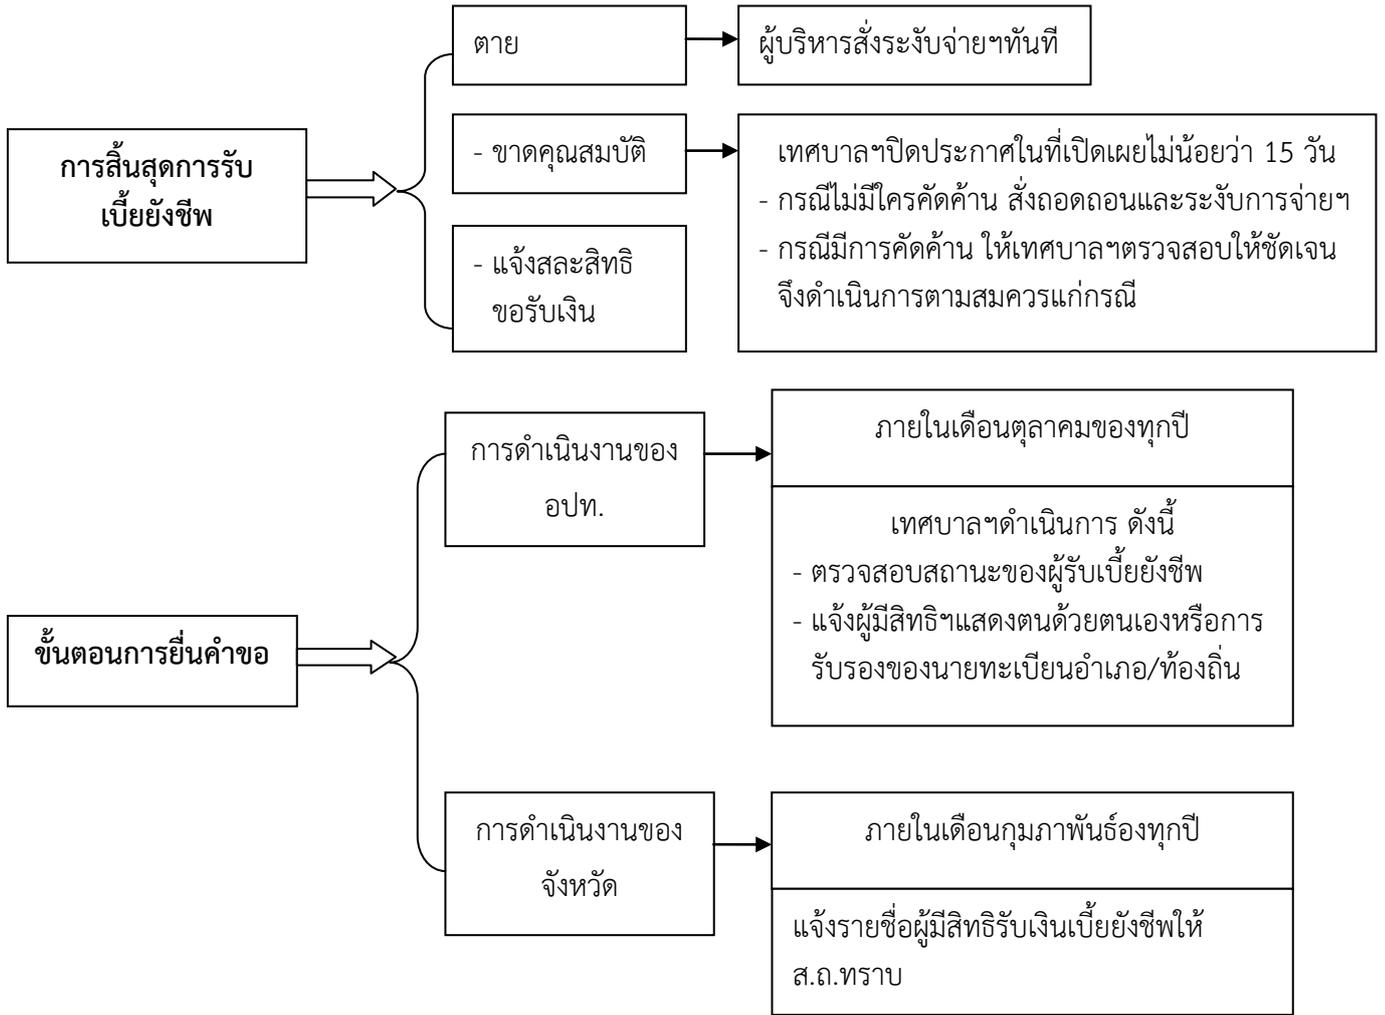 การสิ้นสุดการรับ
เบี้ยยังชีพ
ตาย
ผู้บริหารสั่งระงับจ่ายฯทันที
- ขาดคุณสมบัติ
- แจ้งสละสิทธิ
ขอรับเงิน
เทศบาลฯปิดประกาศในที่เปิดเผยไม่น้อยว่า 15 วัน
- กรณีไม่มีใครคัดค้าน สั่งถอดถอนและระงับการจ่ายฯ
- กรณีมีการคัดค้าน ให้เทศบาลฯตรวจสอบให้ชัดเจน
จึงดำเนินการตามสมควรแก่กรณี
ขั้นตอนการยื่นคำขอ
การดำเนินงานของ
อปท.
ภายในเดือนตุลาคมของทุกปี
เทศบาลฯดำเนินการ ดังนี้
- ตรวจสอบสถานะของผู้รับเบี้ยยังชีพ
- แจ้งผู้มีสิทธิฯแสดงตนด้วยตนเองหรือการ
รับรองของนายทะเบียนอำเภอ/ท้องถิ่น
การดำเนินงานของ
จังหวัด
ภายในเดือนกุมภาพันธ์องทุกปี
แจ้งรายชื่อผู้มีสิทธิรับเงินเบี้ยยังชีพให้
ส.ถ.ทราบ